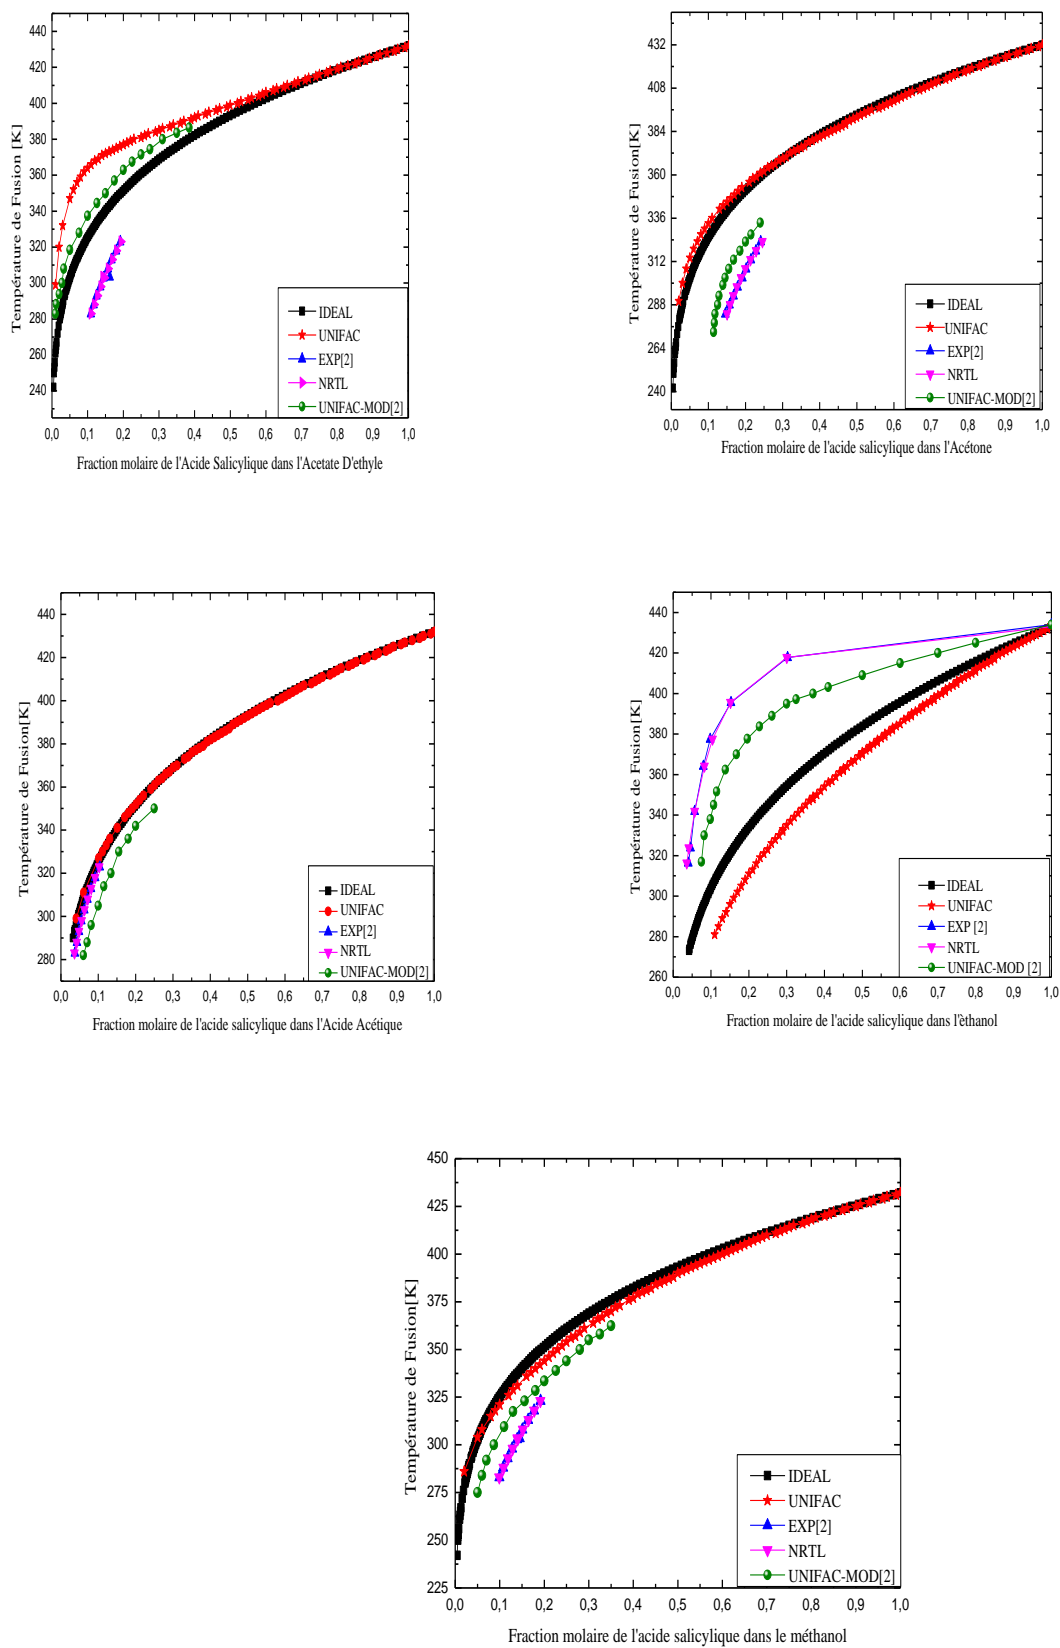 440
420
400
380
360
340
320
300
280
260
240
Température de Fusion [K]
IDEAL
UNIFAC
EXP[2]
NRTL
UNIFAC-MOD[2]
0,0 0,1 0,2 0,3 0,4 0,5 0,6 0,7 0,8 0,9 1,0
Fraction molaire de l'Acide Salicylique dans l'Acetate D'ethyle
432
408
384
360
336
312
288
264
240
Température de Fusion[K]
IDEAL
UNIFAC
EXP[2]
NRTL
UNIFAC-MOD[2]
0,0 0,1 0,2 0,3 0,4 0,5 0,6 0,7 0,8 0,9 1,0
Fraction molaire de l'acide salicylique dans l'Acétone
440
420
400
380
360
340
320
300
280
Température de Fusion[K]
IDEAL
UNIFAC
EXP[2]
NRTL
UNIFAC-MOD[2]
0,0 0,1 0,2 0,3 0,4 0,5 0,6 0,7 0,8 0,9 1,0
Fraction molaire de l'acide salicylique dans l'Acide Acétique
440
420
400
380
360
340
320
300
280
260
Température de Fusion[K]
IDEAL
UNIFAC
EXP [2]
NRTL
UNIFAC-MOD [2]
0,0 0,1 0,2 0,3 0,4 0,5 0,6 0,7 0,8 0,9 1,0
Fraction molaire de l'acide salicylique dans l'èthanol
450
425
400
375
350
325
300
275
250
225
Température de Fusion[K]
IDEAL
UNIFAC
EXP[2]
NRTL
UNIFAC-MOD[2]
0,0 0,1 0,2 0,3 0,4 0,5 0,6 0,7 0,8 0,9 1,0
Fraction molaire de l'acide salicylique dans le méthanol